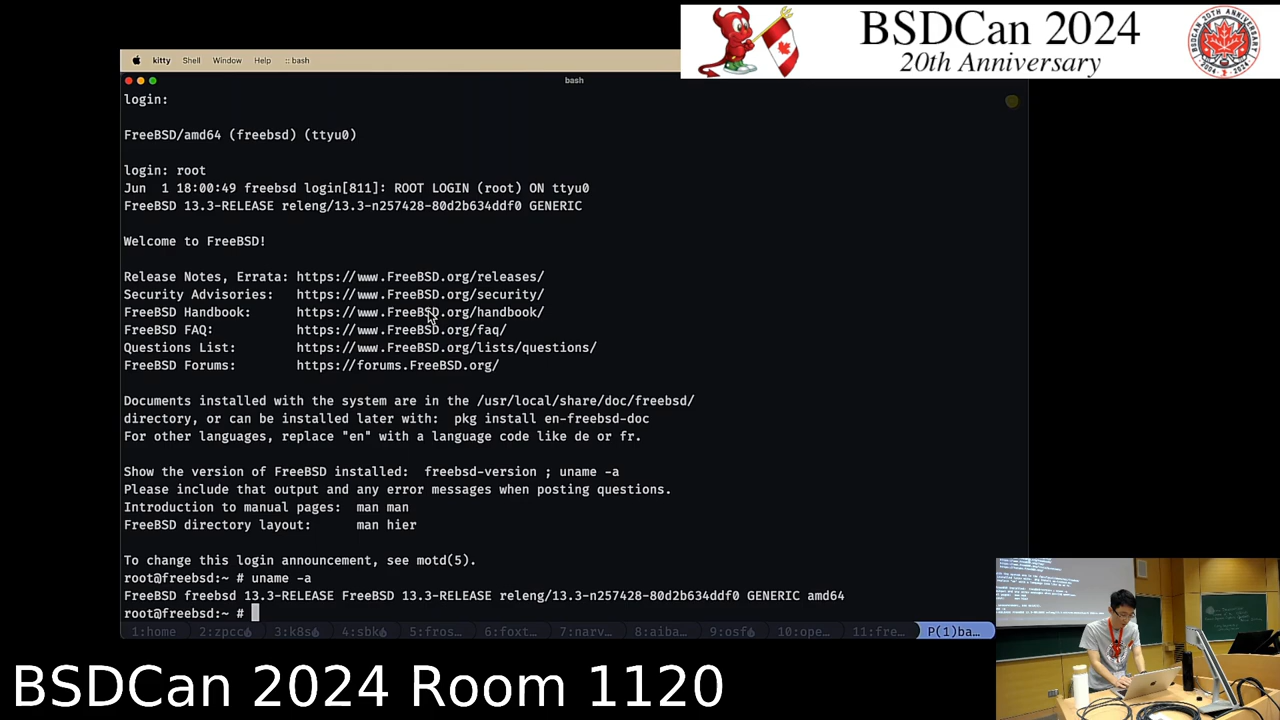 BSDCan 2024
20th Anniversary
kitty Shell Window Help :: bash
bash
login:
FreeBSD/amd64 (freebsd) (ttyu0)
login: root
Jun  1 18:00:49 freebsd login[811]: ROOT LOGIN (root) ON ttyu0
FreeBSD 13.3-RELEASE releng/13.3-n257428-80d2b634ddf0 GENERIC
Welcome to FreeBSD!
Release Notes, Errata: https://www.FreeBSD.org/releases/
Security Advisories:   https://www.FreeBSD.org/security/
FreeBSD Handbook:      https://www.FreeBSD.org/handbook/
FreeBSD FAQ:           https://www.FreeBSD.org/faq/
Questions List:        https://www.FreeBSD.org/lists/questions/
FreeBSD Forums:        https://forums.FreeBSD.org/
Documents installed with the system are in the /usr/local/share/doc/freebsd/
directory, or can be installed later with:  pkg install en-freebsd-doc
For other languages, replace "en" with a language code like de or fr.
Show the version of FreeBSD installed:  freebsd-version ; uname -a
Please include that output and any error messages when posting questions.
Introduction to manual pages:  man man
FreeBSD directory layout:      man hier
To change this login announcement, see motd(5).
root@freebsd:~ # uname -a
FreeBSD freebsd 13.3-RELEASE FreeBSD 13.3-RELEASE releng/13.3-n257428-80d2b634ddf0 GENERIC amd64
root@freebsd:~ #
1:home 2:zpcc 3:k8s 4:sbk 5:fros… 6:foxt… 7:narv… 8:aiba… 9:osf 10:ope… 11:fre… P(1)ba…
BSDCan 2024 Room 1120